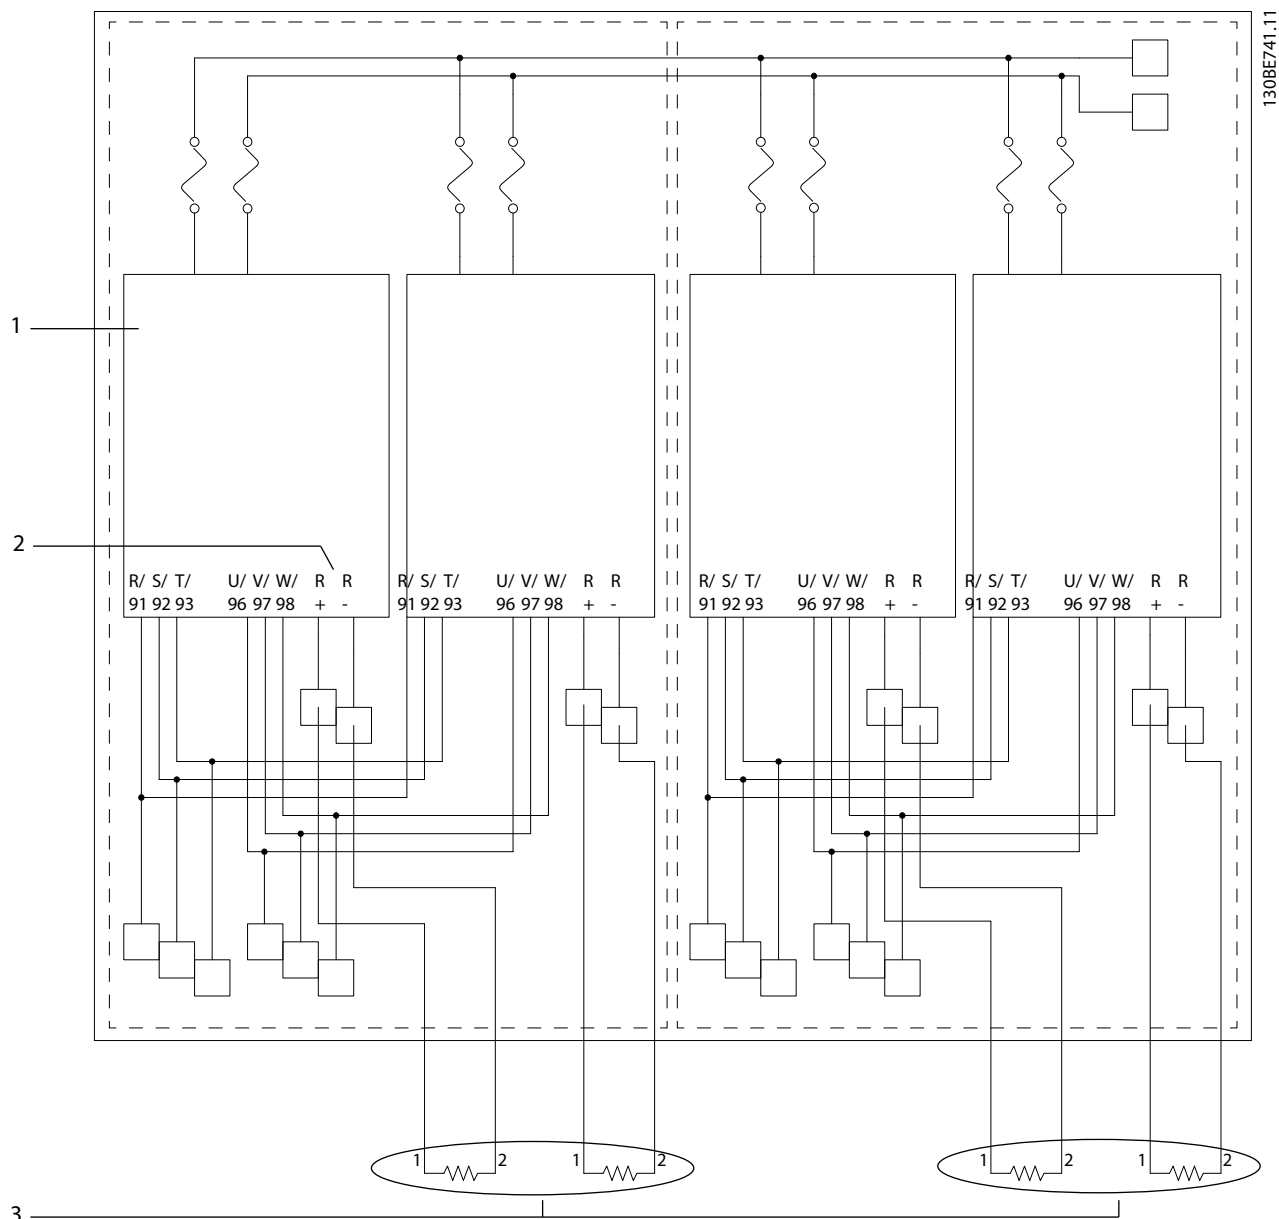 130BE741.11
1
2
R/ S/ T/ U/ V/ W/ R R R/ S/ T/ U/ V/ W/ R R R/ S/ T/ U/ V/ W/ R R R/ S/ T/ U/ V/ W/ R R
91 92 93 96 97 98 + - 91 92 93 96 97 98 + - 91 92 93 96 97 98 + - 91 92 93 96 97 98 + -
1 2 1 2 1 2 1 2
3